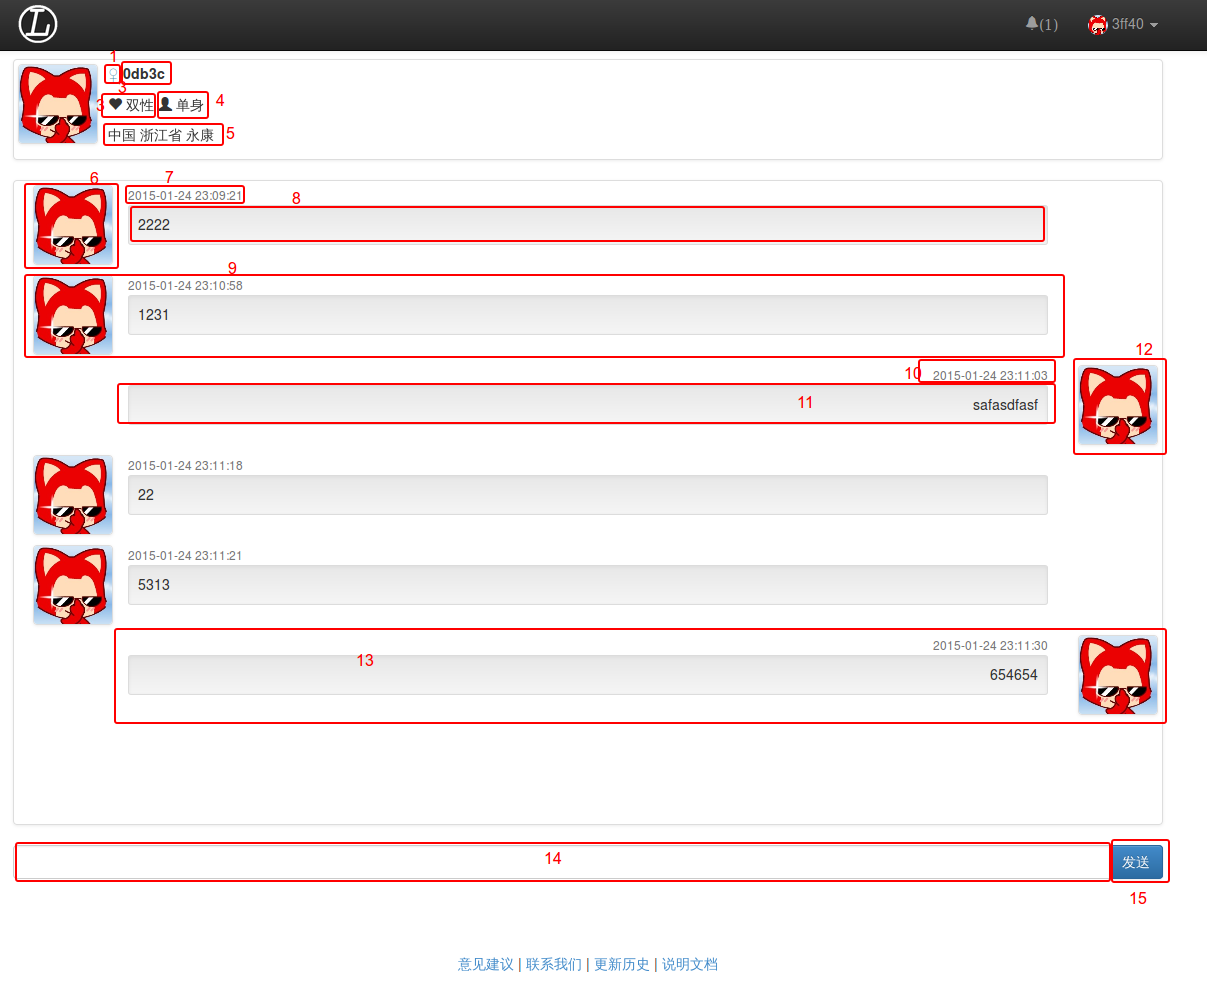 L (1) 3ff40
1
♀ 0db3c
3
3 双性 单身 4
中国 浙江省 永康 5
6 7
2015-01-24 23:09:21 8
2222
9
2015-01-24 23:10:58
1231
12
10 2015-01-24 23:11:03
11 safasdfasf
2015-01-24 23:11:18
22
2015-01-24 23:11:21
5313
2015-01-24 23:11:30
13
654654
14 发送
15
意见建议 | 联系我们 | 更新历史 | 说明文档